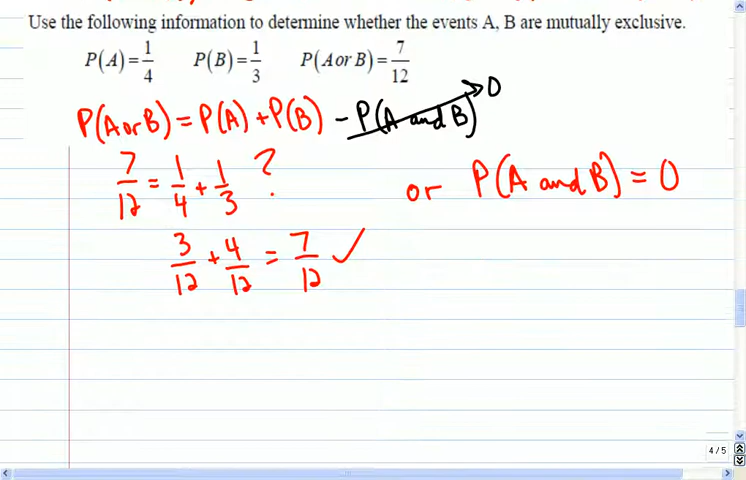 Use the following information to determine whether the events A, B are mutually exclusive.
P(A)=1/4 P(B)=1/3 P(A or B)=7/12
P(A or B) = P(A) + P(B) - P(A and B) 0
7/12 = 1/4 + 1/3 ?
or P(A and B) = 0
3/12 + 4/12 = 7/12 ✓
4/5